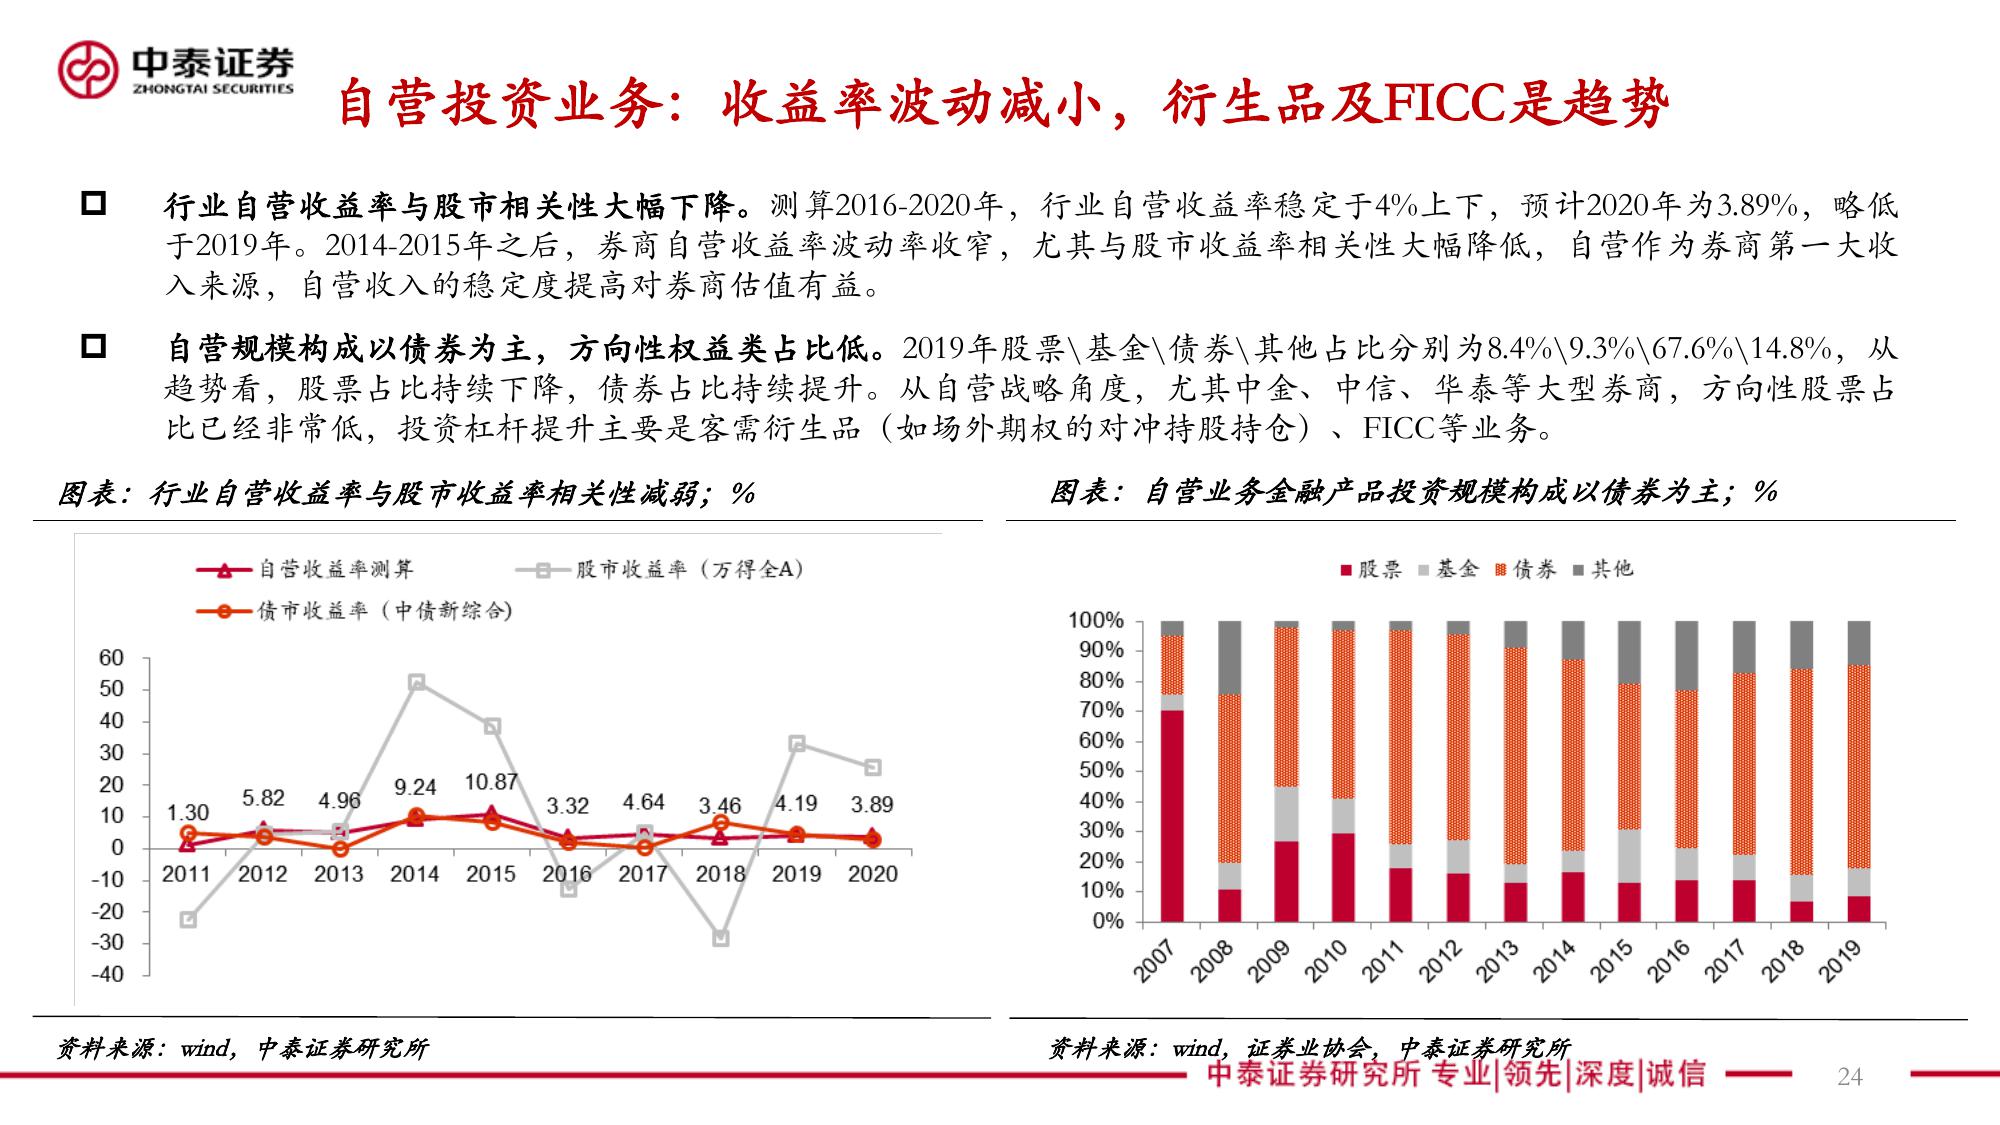 中泰证券
ZHONGTAI SECURITIES
自营投资业务：收益率波动减小，衍生品及FICC是趋势
行业自营收益率与股市相关性大幅下降。测算2016-2020年，行业自营收益率稳定于4%上下，预计2020年为3.89%，略低
于2019年。2014-2015年之后，券商自营收益率波动率收窄，尤其与股市收益率相关性大幅降低，自营作为券商第一大收
入来源，自营收入的稳定度提高对券商估值有益。
自营规模构成以债券为主，方向性权益类占比低。2019年股票\基金\债券\其他占比分别为8.4%\9.3%\67.6%\14.8%，从
趋势看，股票占比持续下降，债券占比持续提升。从自营战略角度，尤其中金、中信、华泰等大型券商，方向性股票占
比已经非常低，投资杠杆提升主要是客需衍生品（如场外期权的对冲持股持仓）、FICC等业务。
图表：行业自营收益率与股市收益率相关性减弱；%
自营收益率测算 股市收益率（万得全A）
债市收益率（中债新综合)
60
50
40
30
20
10
0
-10
-20
-30
-40
1.30 5.82 4.96 9.24 10.87 3.32 4.64 3.46 4.19 3.89
2011 2012 2013 2014 2015 2016 2017 2018 2019 2020
资料来源：wind，中泰证券研究所
图表：自营业务金融产品投资规模构成以债券为主；%
股票 基金 债券 其他
100%
90%
80%
70%
60%
50%
40%
30%
20%
10%
0%
2007 2008 2009 2010 2011 2012 2013 2014 2015 2016 2017 2018 2019
资料来源：wind，证券业协会，中泰证券研究所
中泰证券研究所 专业|领先|深度|诚信
24